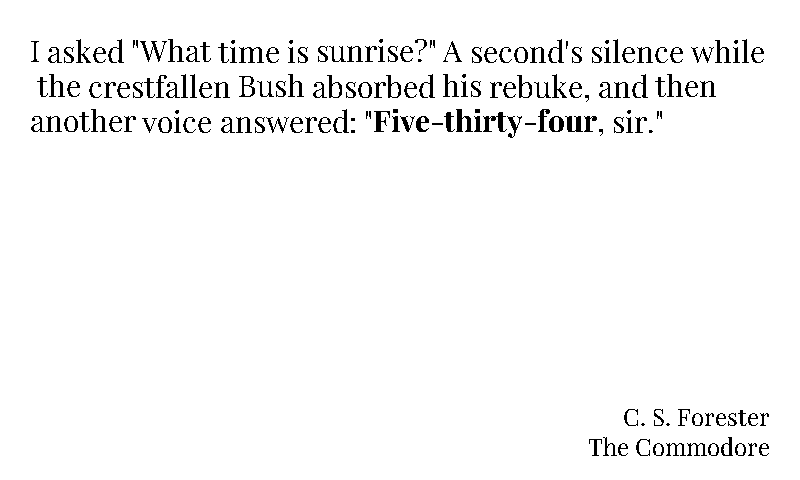 I asked "What time is sunrise?" A second's silence while
the crestfallen Bush absorbed his rebuke, and then
another voice answered: "Five-thirty-four, sir."
C. S. Forester
The Commodore